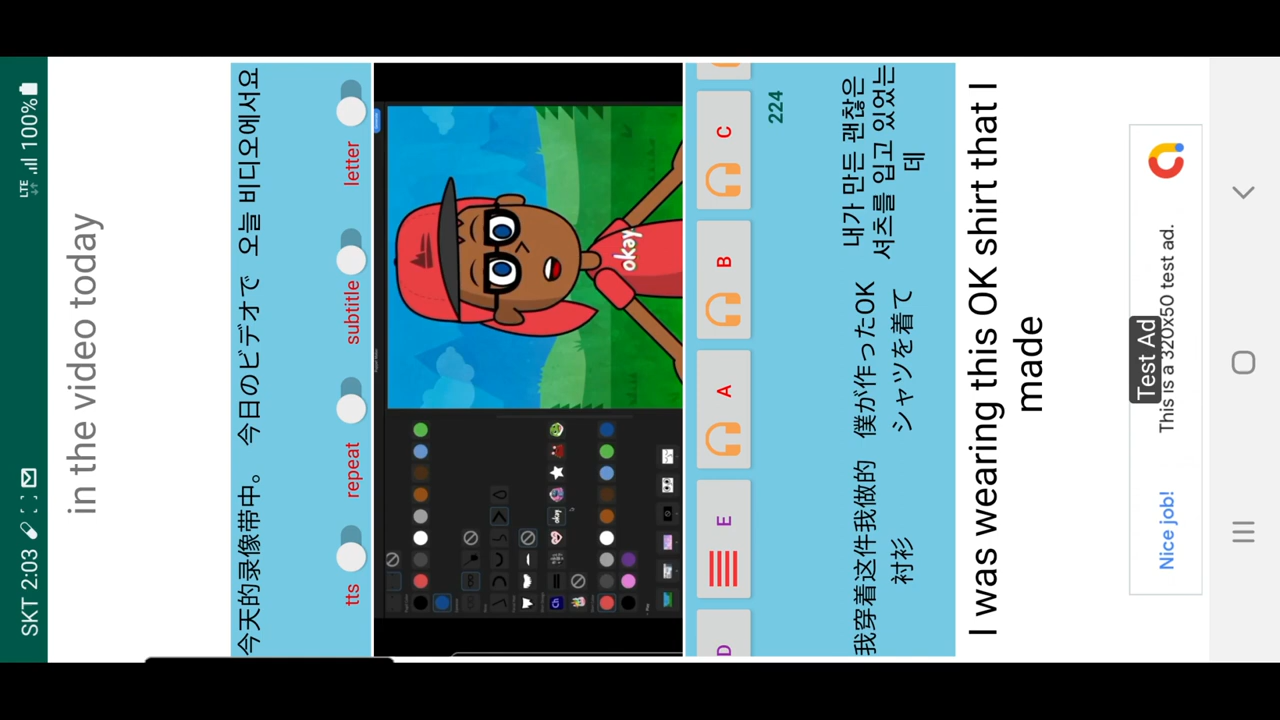 SKT 2:03
LTE
100%
in the video today
今天的录像带中。 今日のビデオで 오늘 비디오에서요
tts repeat subtitle letter
okay
okay
Ch
D E A B C
224
我穿着这件我做的
衬衫
僕が作ったOK
シャツを着て
내가 만든 괜찮은
셔츠를 입고 있었는
데
I was wearing this OK shirt that I
made
Test Ad
Nice job! This is a 320x50 test ad.